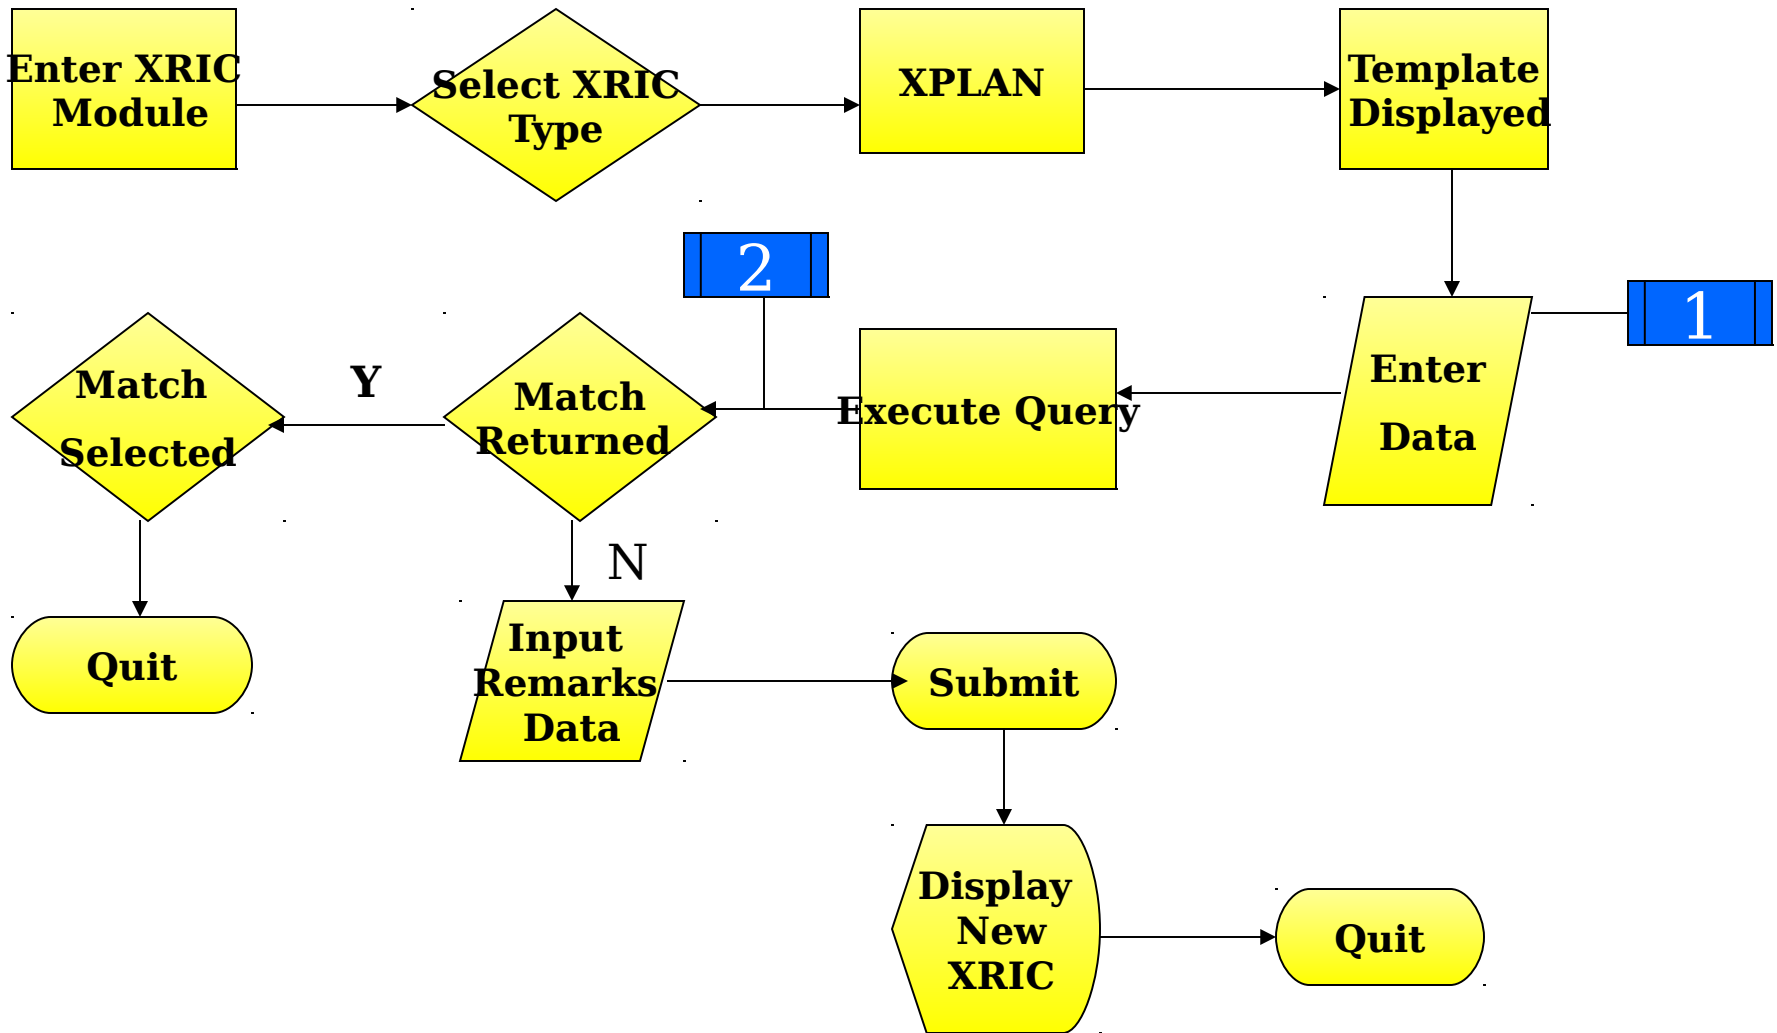 Enter XRIC
Module
Select XRIC
Type
XPLAN
Template
Displayed
2
1
Match
Selected
Y
Match
Returned
Execute Query
Enter
Data
N
Quit
Input
Remarks
Data
Submit
Display
New
XRIC
Quit